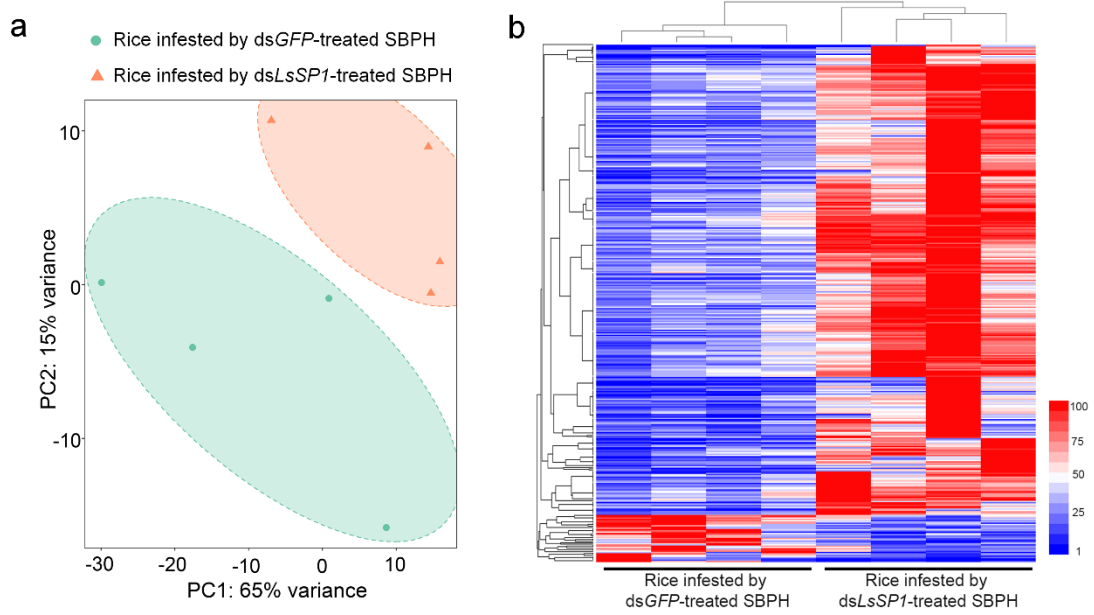 a
Rice infested by dsGFP-treated SBPH
Rice infested by dsLsSP1-treated SBPH
10
0
-10
PC2: 15% variance
-30
-20
-10
0
10
PC1: 65% variance
b
100
75
50
25
1
Rice infested by
dsGFP-treated SBPH
Rice infested by
dsLsSP1-treated SBPH